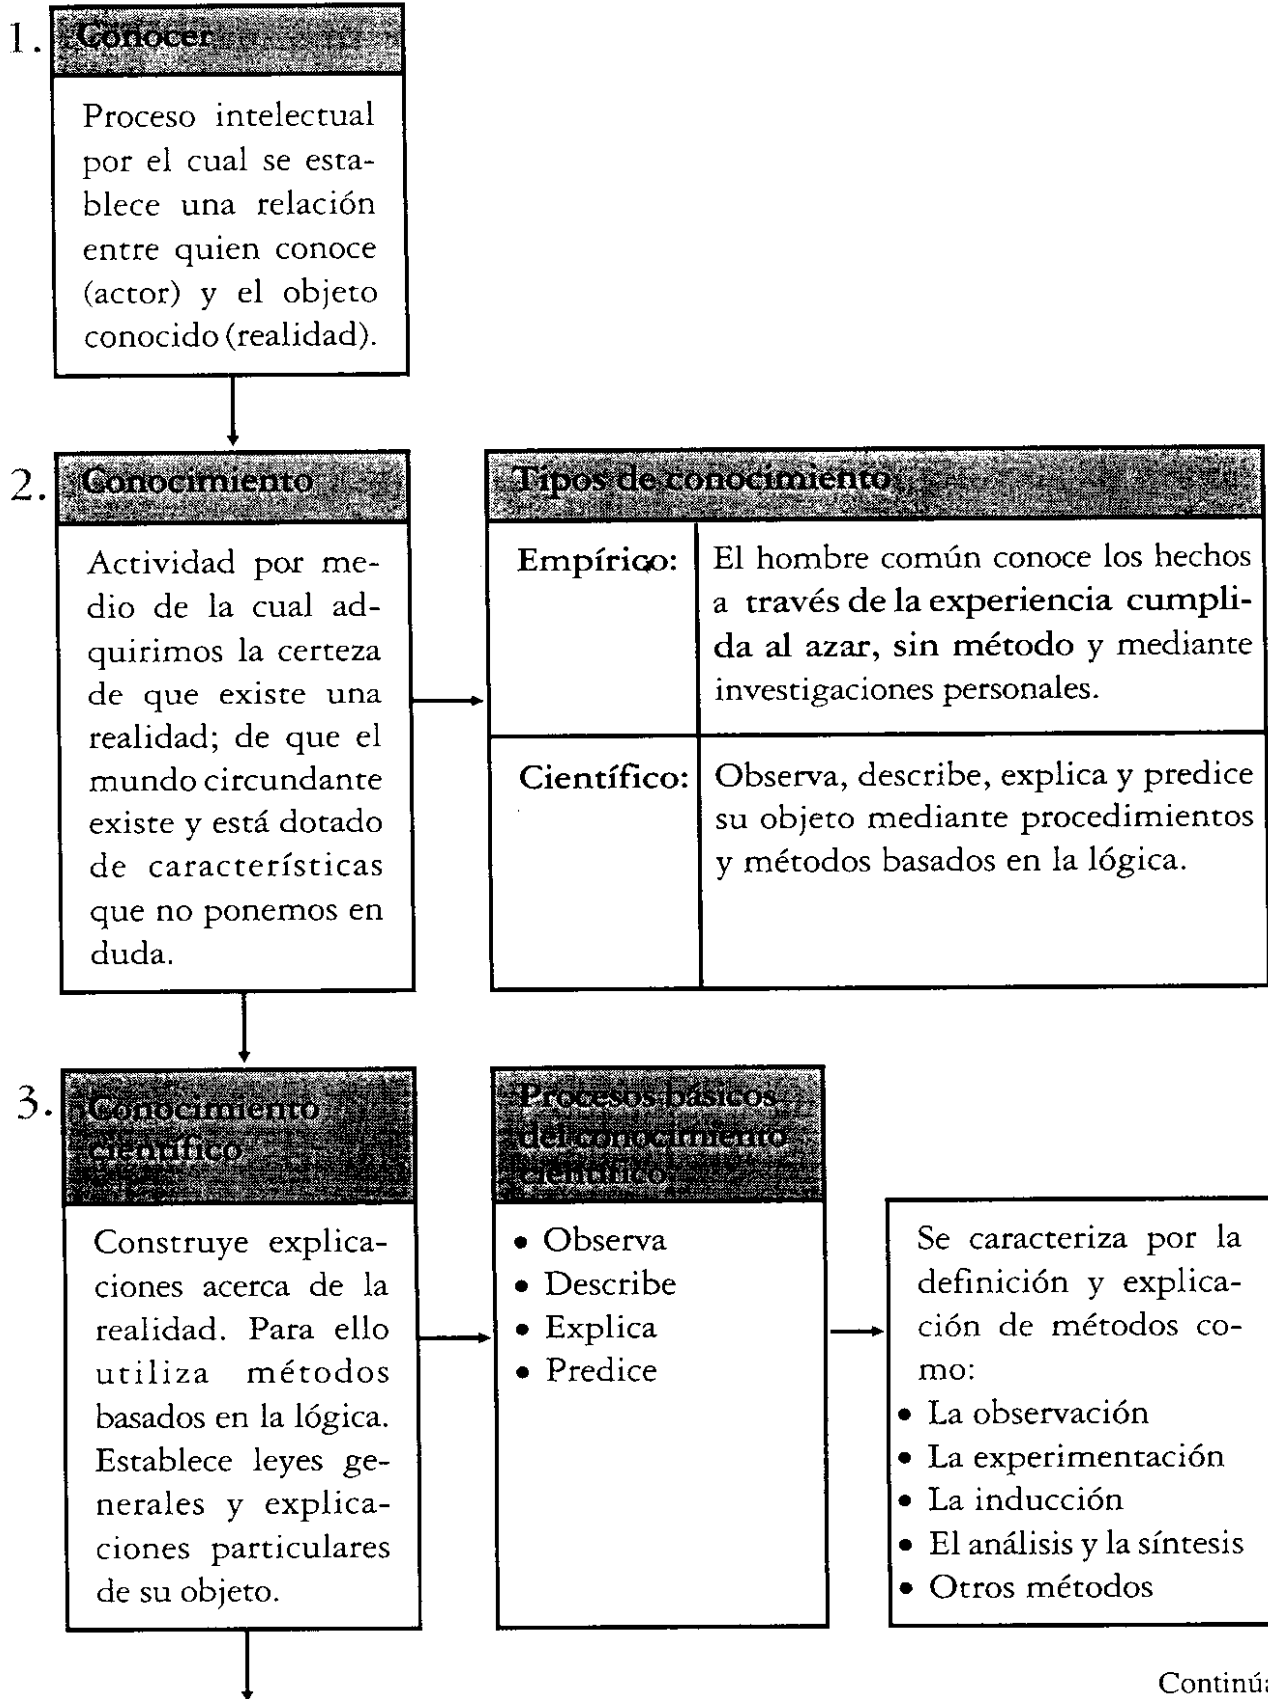 1. Conocer
Proceso intelectual
por el cual se esta-
blece una relación
entre quien conoce
(actor) y el objeto
conocido (realidad).
2. Conocimiento
Actividad por me-
dio de la cual ad-
quirimos la certeza
de que existe una
realidad; de que el
mundo circundante
existe y está dotado
de características
que no ponemos en
duda.
Tipos de conocimiento
Empírico:
El hombre común conoce los hechos
a través de la experiencia cumpli-
da al azar, sin método y mediante
investigaciones personales.
Científico:
Observa, describe, explica y predice
su objeto mediante procedimientos
y métodos basados en la lógica.
3. Conocimiento
científico
Construye explica-
ciones acerca de la
realidad. Para ello
utiliza métodos
basados en la lógica.
Establece leyes ge-
nerales y explica-
ciones particulares
de su objeto.
Procesos básicos
del conocimiento
científico
• Observa
• Describe
• Explica
• Predice
Se caracteriza por la
definición y explica-
ción de métodos co-
mo:
• La observación
• La experimentación
• La inducción
• El análisis y la síntesis
• Otros métodos
Continúa